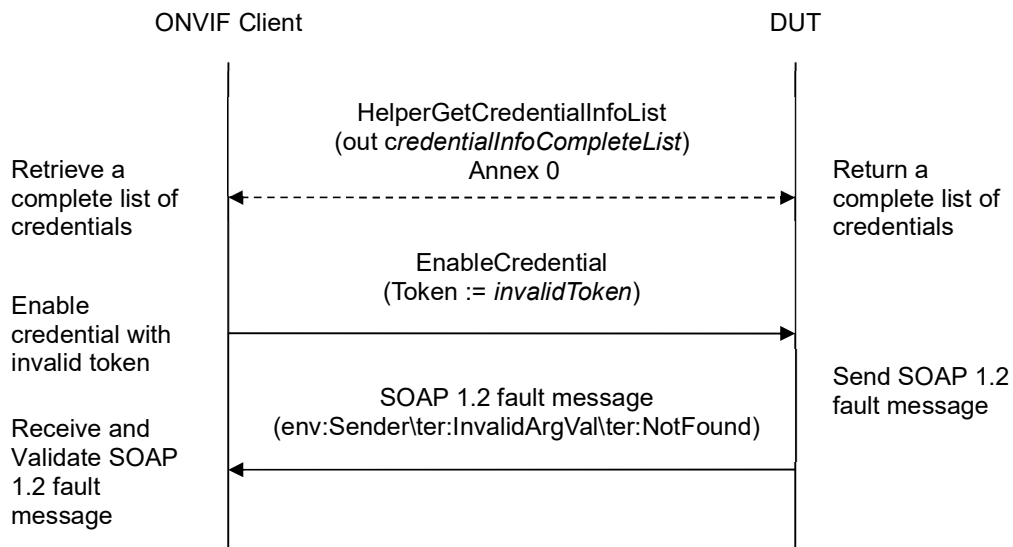 ONVIF Client
DUT
HelperGetCredentialInfoList
(out credentialInfoCompleteList)
Annex 0
Retrieve a
complete list of
credentials
Return a
complete list of
credentials
EnableCredential
(Token := invalidToken)
Enable
credential with
invalid token
Send SOAP 1.2
fault message
SOAP 1.2 fault message
(env:Sender\ter:InvalidArgVal\ter:NotFound)
Receive and
Validate SOAP
1.2 fault
message